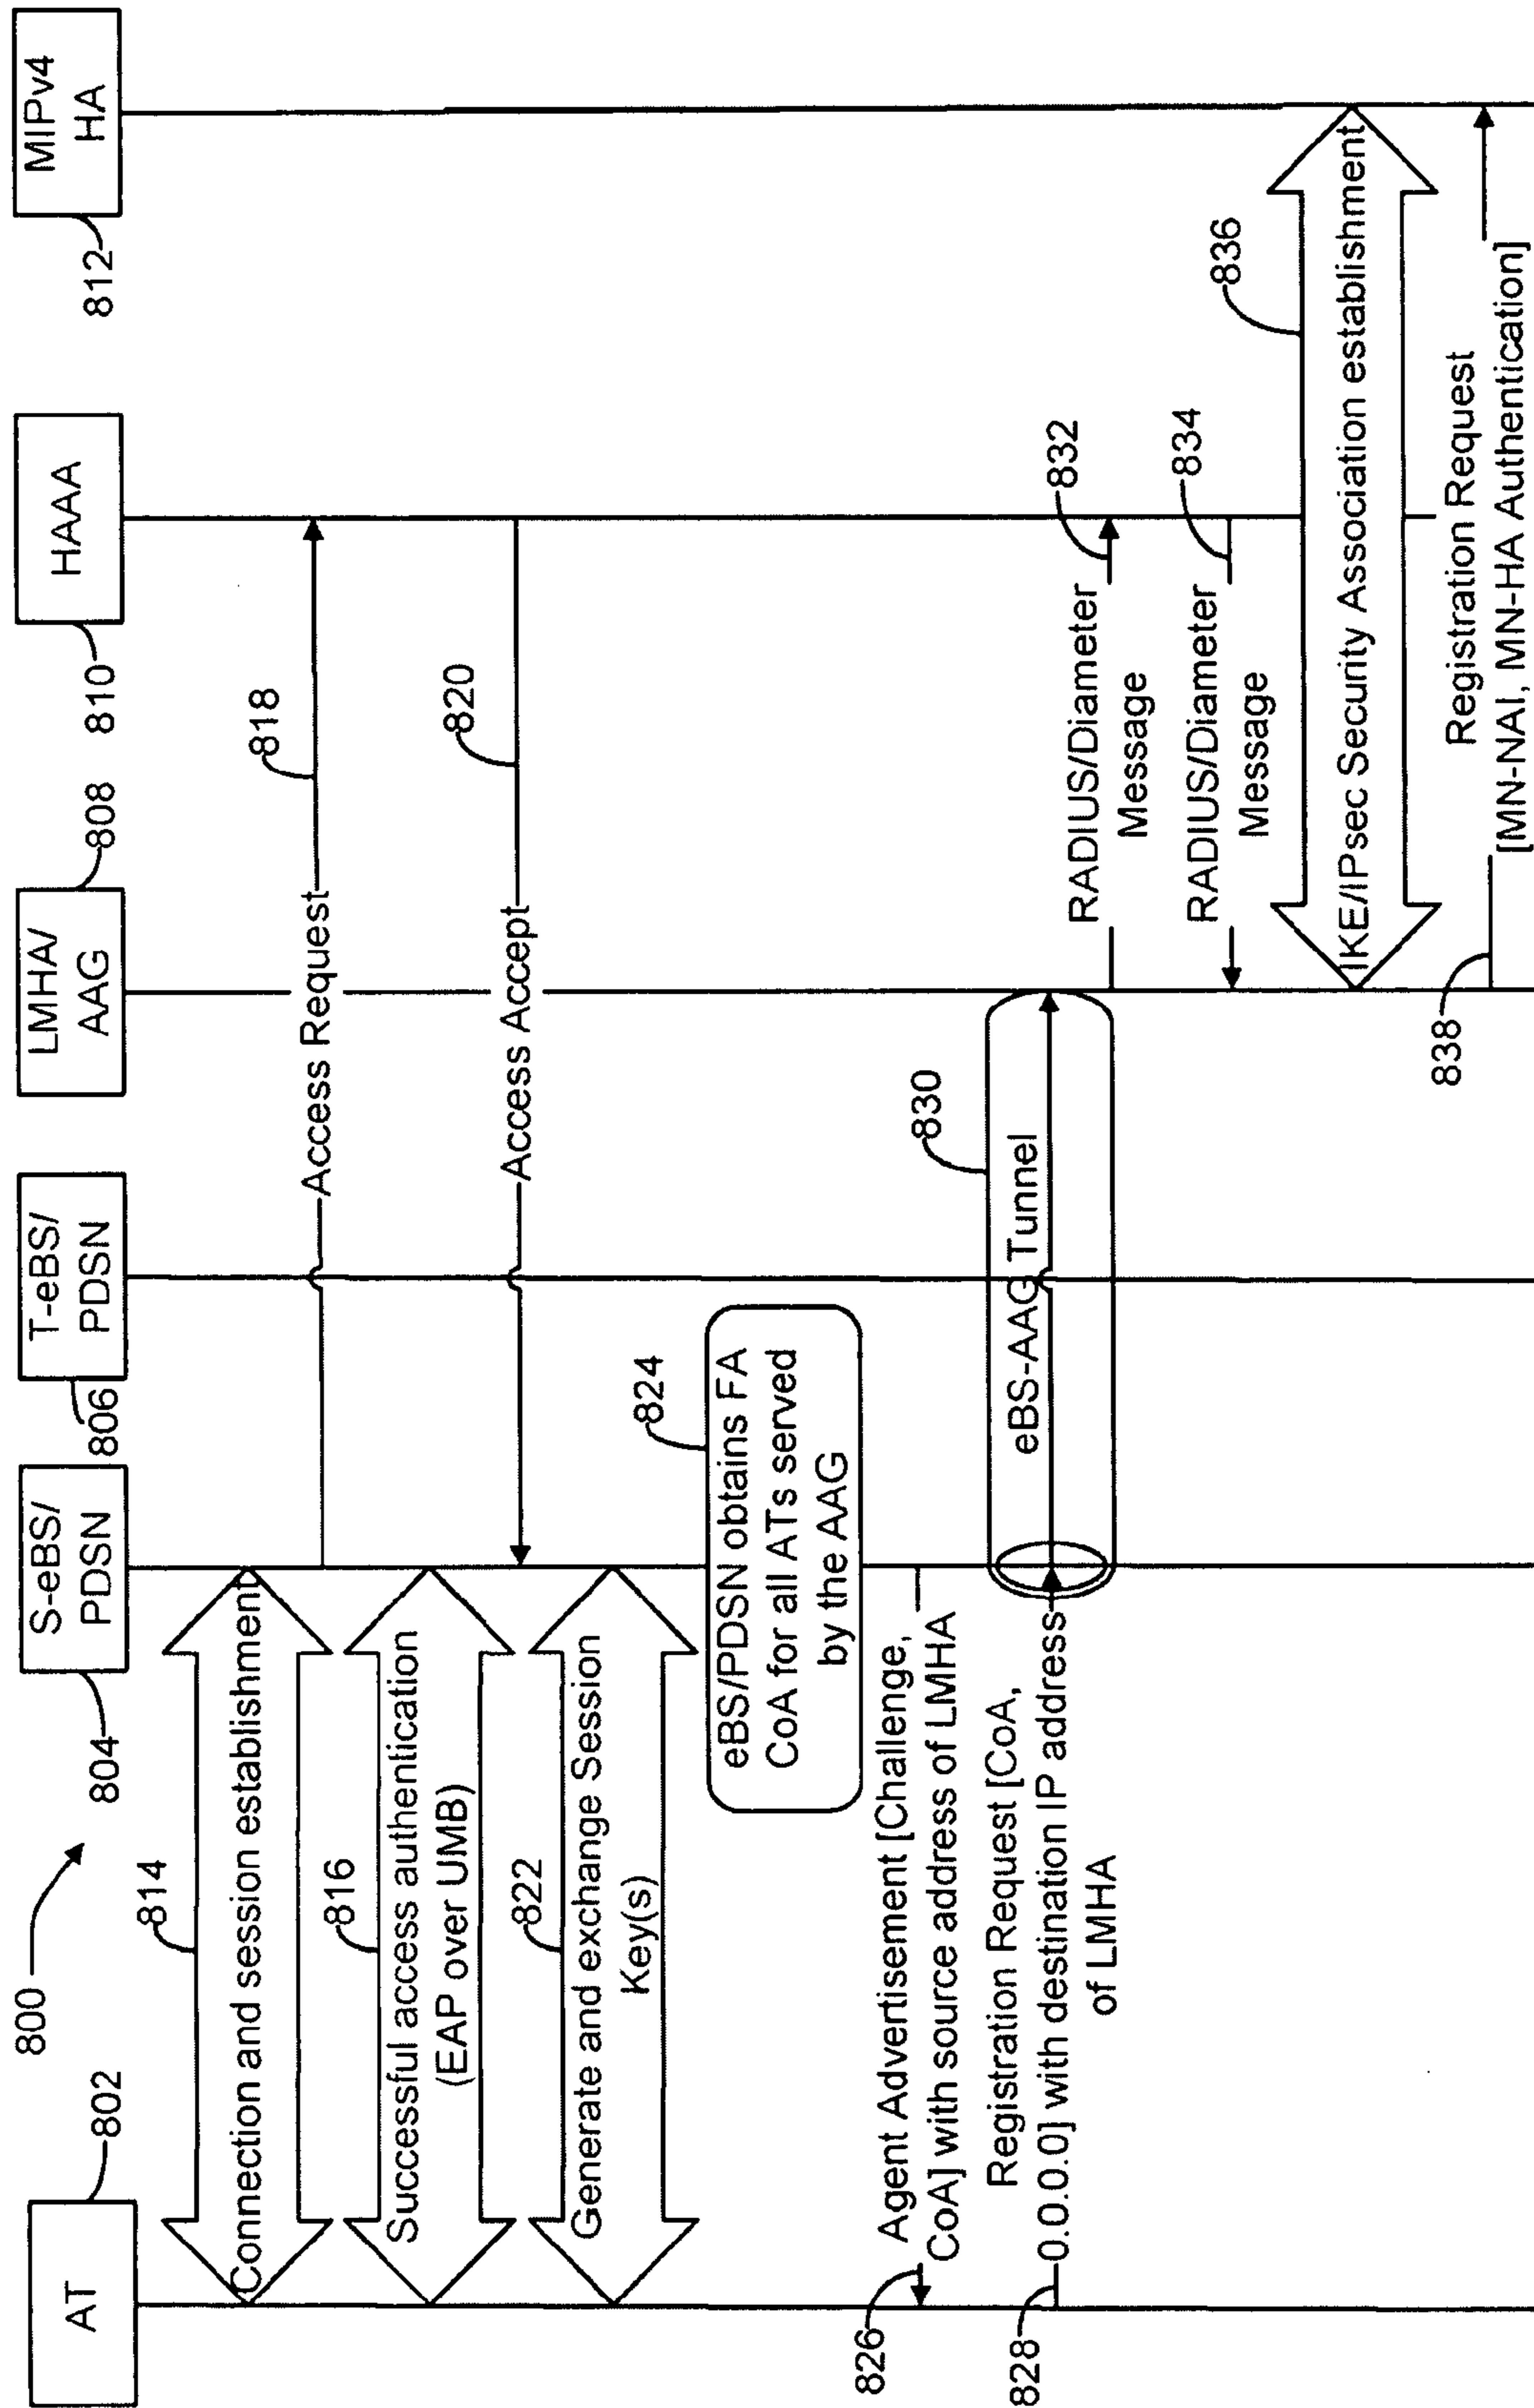 800
AT
802
S-eBS/
PDSN
804
T-eBS/
PDSN
806
LMHA/
AAG
808
HAAA
810
MIPv4
HA
812
814
Connection and session establishment
Access Request
818
816
Successful access authentication
(EAP over UMB)
Access Accept
820
822
Generate and exchange Session
Key(s)
824
eBS/PDSN obtains FA
CoA for all ATs served
by the AAG
826
Agent Advertisement [Challenge,
CoA] with source address of LMHA
828
Registration Request [CoA,
0.0.0.0] with destination IP address
of LMHA
830
eBS-AAG Tunnel
RADIUS/Diameter
Message
832
RADIUS/Diameter
Message
834
836
IKE/IPsec Security Association establishment
838
Registration Request
[MN-NAI, MN-HA Authentication]